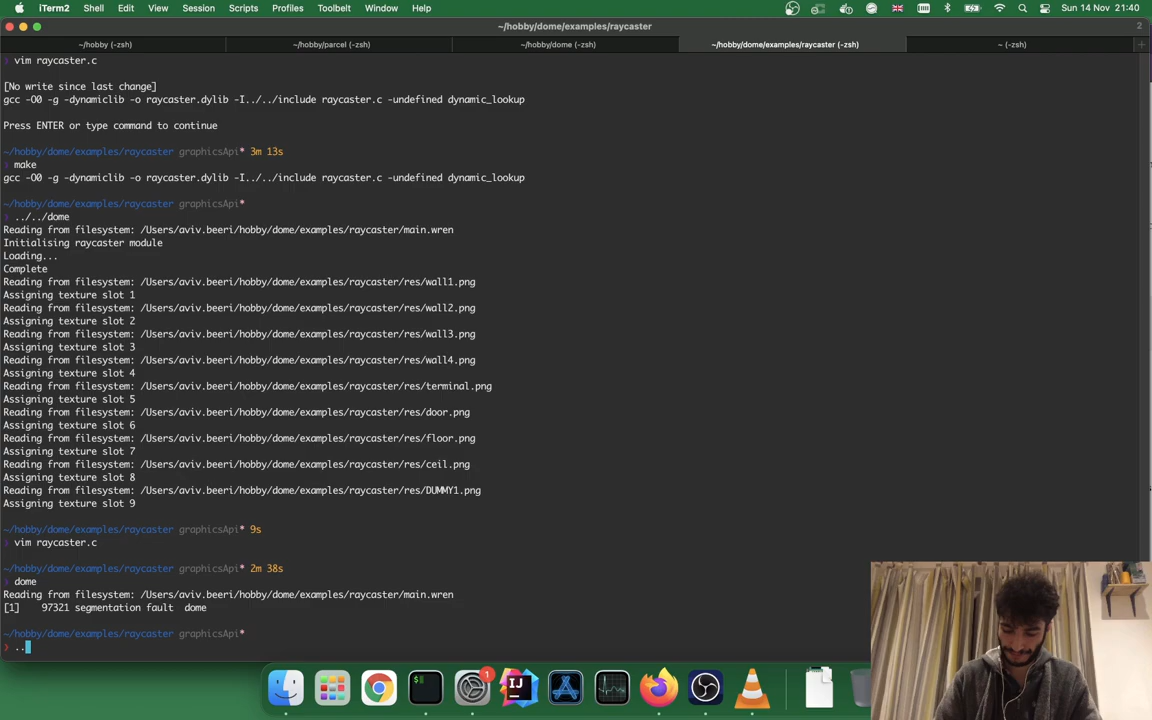 iTerm2 Shell Edit View Session Scripts Profiles Toolbelt Window Help Sun 14 Nov 21:40
~/hobby/dome/examples/raycaster 2
~/hobby (-zsh) ~/hobby/parcel (-zsh) ~/hobby/dome (-zsh) ~/hobby/dome/examples/raycaster (-zsh) ~ (-zsh)
❯ vim raycaster.c
[No write since last change]
gcc -O0 -g -dynamiclib -o raycaster.dylib -I../../include raycaster.c -undefined dynamic_lookup
Press ENTER or type command to continue
~/hobby/dome/examples/raycaster graphicsApi* 3m 13s
❯ make
gcc -O0 -g -dynamiclib -o raycaster.dylib -I../../include raycaster.c -undefined dynamic_lookup
~/hobby/dome/examples/raycaster graphicsApi*
❯ ../../dome
Reading from filesystem: /Users/aviv.beeri/hobby/dome/examples/raycaster/main.wren
Initialising raycaster module
Loading...
Complete
Reading from filesystem: /Users/aviv.beeri/hobby/dome/examples/raycaster/res/wall1.png
Assigning texture slot 1
Reading from filesystem: /Users/aviv.beeri/hobby/dome/examples/raycaster/res/wall2.png
Assigning texture slot 2
Reading from filesystem: /Users/aviv.beeri/hobby/dome/examples/raycaster/res/wall3.png
Assigning texture slot 3
Reading from filesystem: /Users/aviv.beeri/hobby/dome/examples/raycaster/res/wall4.png
Assigning texture slot 4
Reading from filesystem: /Users/aviv.beeri/hobby/dome/examples/raycaster/res/terminal.png
Assigning texture slot 5
Reading from filesystem: /Users/aviv.beeri/hobby/dome/examples/raycaster/res/door.png
Assigning texture slot 6
Reading from filesystem: /Users/aviv.beeri/hobby/dome/examples/raycaster/res/floor.png
Assigning texture slot 7
Reading from filesystem: /Users/aviv.beeri/hobby/dome/examples/raycaster/res/ceil.png
Assigning texture slot 8
Reading from filesystem: /Users/aviv.beeri/hobby/dome/examples/raycaster/res/DUMMY1.png
Assigning texture slot 9
~/hobby/dome/examples/raycaster graphicsApi* 9s
❯ vim raycaster.c
~/hobby/dome/examples/raycaster graphicsApi* 2m 38s
❯ dome
Reading from filesystem: /Users/aviv.beeri/hobby/dome/examples/raycaster/main.wren
[1] 97321 segmentation fault dome
~/hobby/dome/examples/raycaster graphicsApi*
❯ ..
1